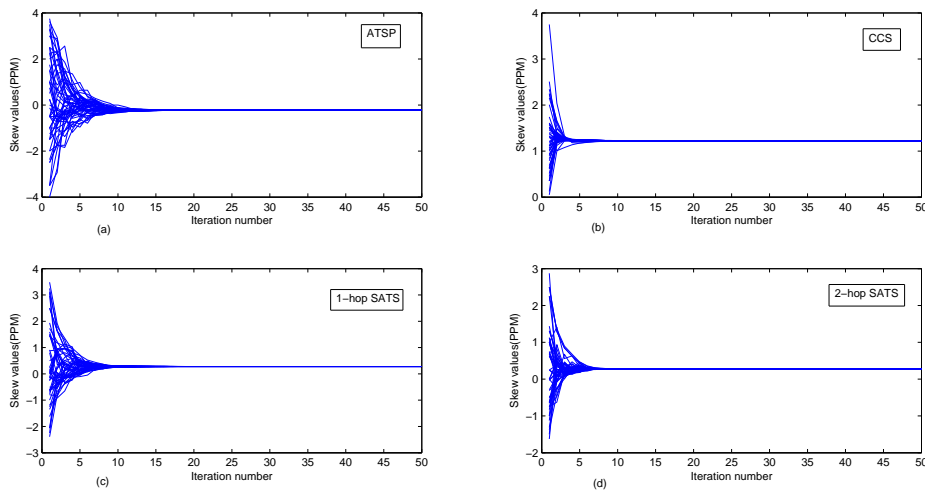 4
2
0
−2
−4
0 5 10 15 20 25 30 35 40 45 50
Skew values(PPM)
Iteration number
ATSP
(a)
4
3
2
1
0
0 5 10 15 20 25 30 35 40 45 50
Skew values(PPM)
Iteration number
CCS
(b)
4
3
2
1
0
−1
−2
−3
0 5 10 15 20 25 30 35 40 45 50
Skew values(PPM)
Iteration number
1−hop SATS
(c)
3
2
1
0
−1
−2
0 5 10 15 20 25 30 35 40 45 50
Skew values(PPM)
Iteration number
2−hop SATS
(d)